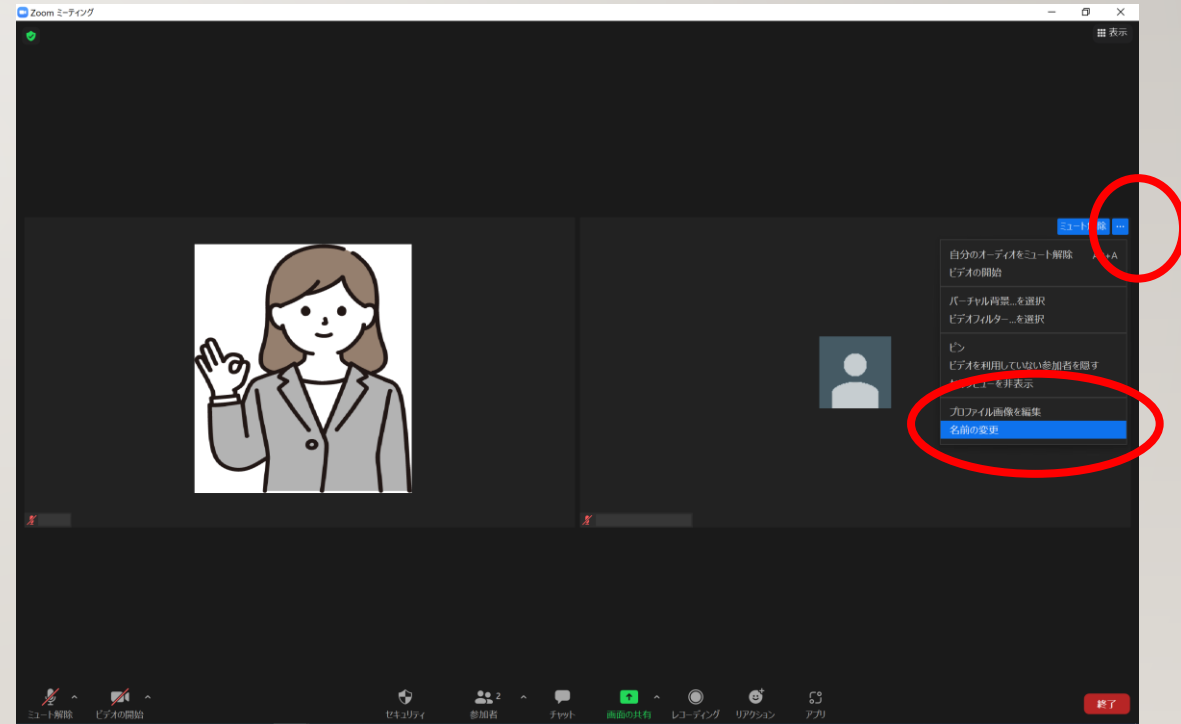 Zoom ミーティング
表示
ミュート解除 ...
自分のオーディオをミュート解除
ビデオの開始
バーチャル背景...を選択
ビデオフィルター...を選択
ピン
ビデオを利用していない参加者を隠す
ビューを非表示
プロファイル画像を編集
名前の変更
ミュート解除
ビデオの開始
セキュリティ
参加者 2
チャット
画面の共有
レコーディング
リアクション
アプリ
終了